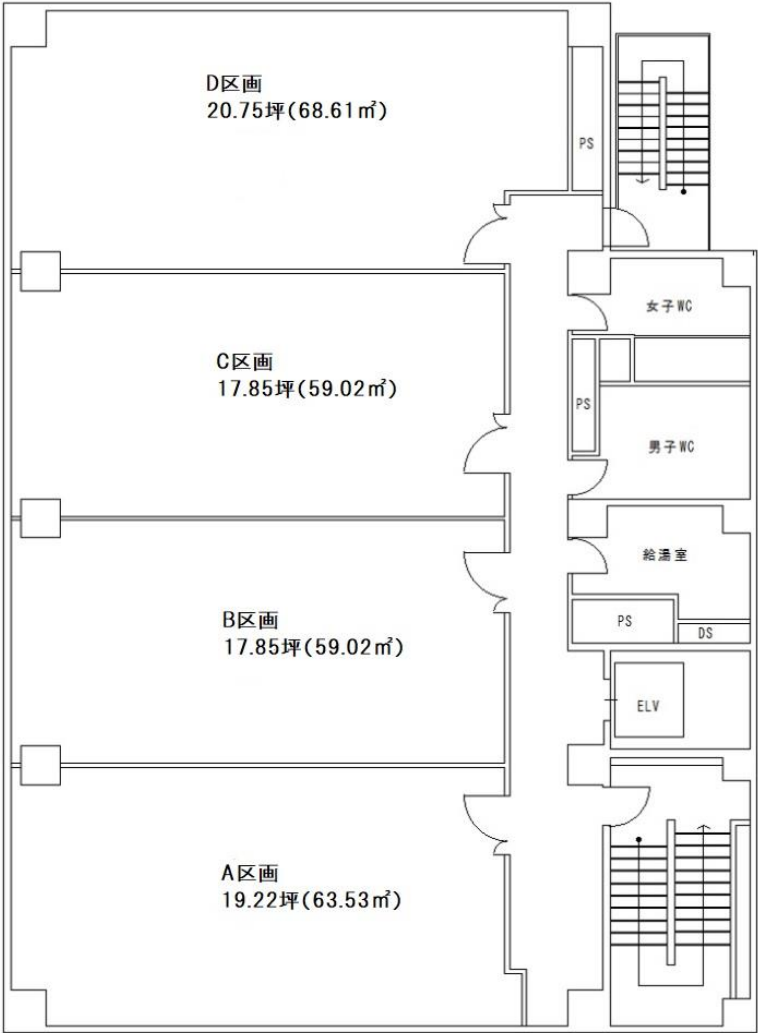 D区画
20.75坪(68.61㎡)
PS
女子WC
C区画
17.85坪(59.02㎡)
PS
男子WC
給湯室
B区画
17.85坪(59.02㎡)
PS
DS
ELV
A区画
19.22坪(63.53㎡)